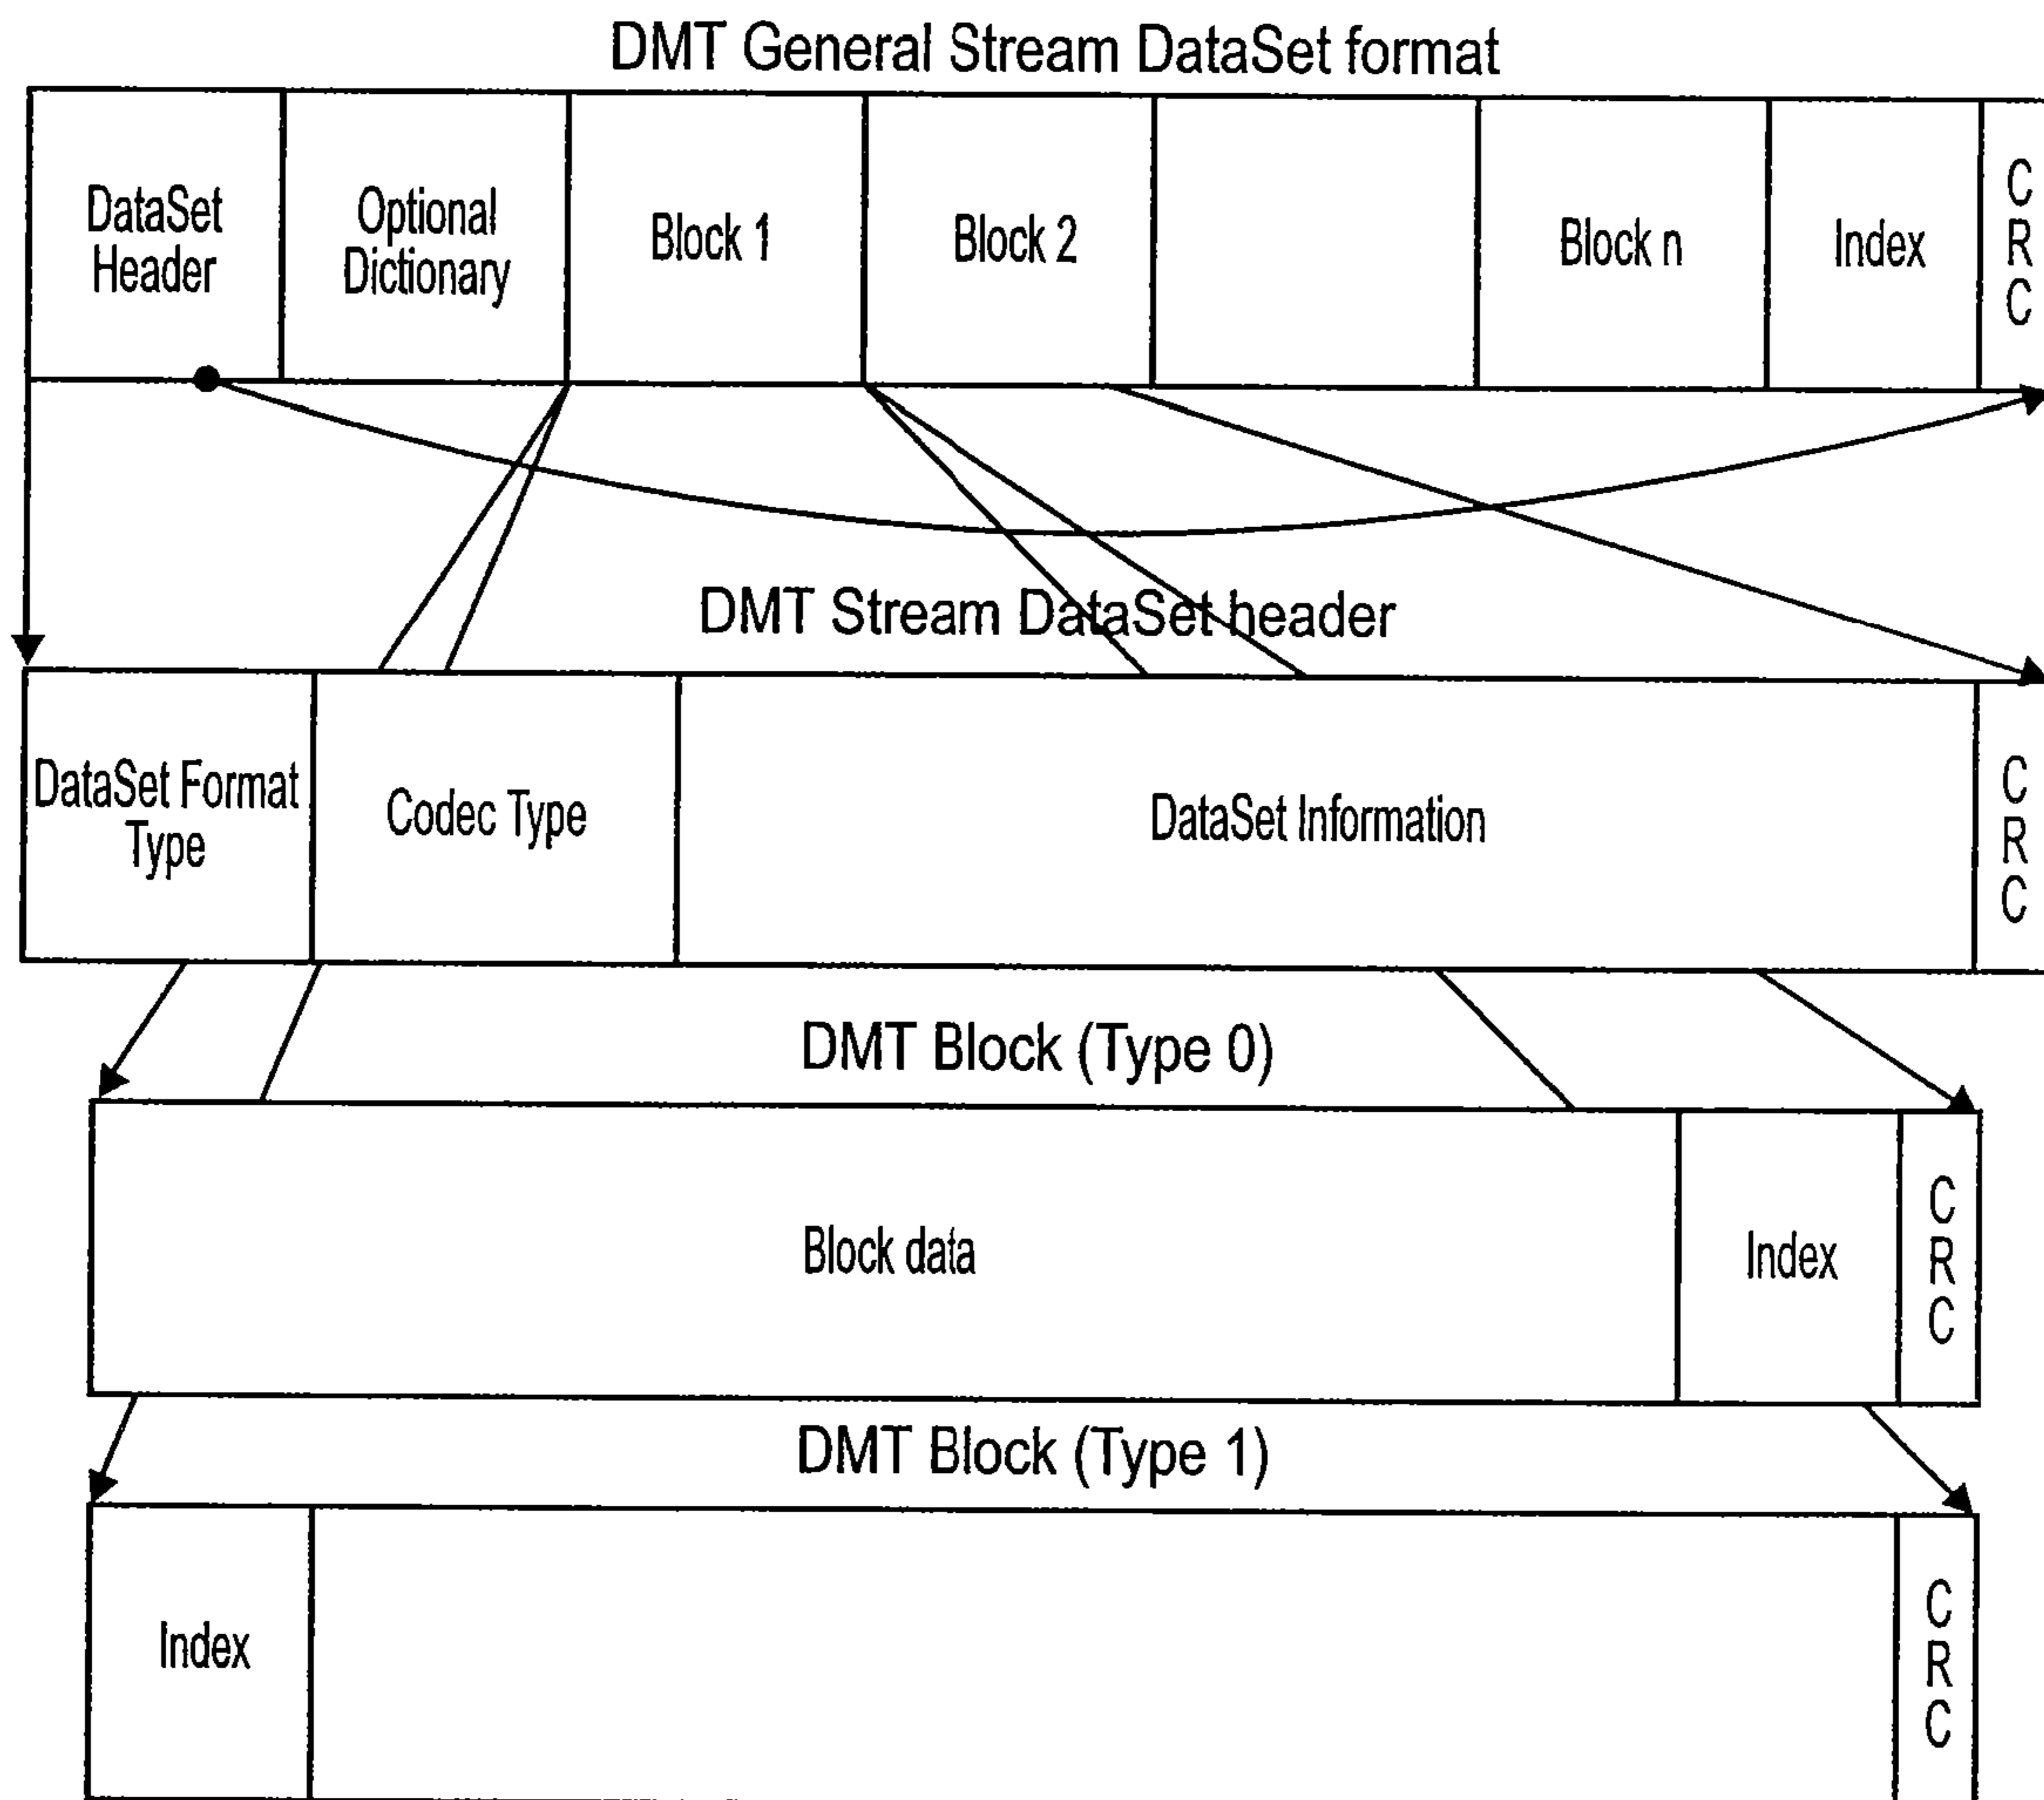 DMT General Stream DataSet format
DataSet
Header
Optional
Dictionary
Block 1
Block 2
Block n
Index
C
R
C
DMT Stream DataSet header
DataSet Format
Type
Codec Type
DataSet Information
C
R
C
DMT Block (Type 0)
Block data
Index
C
R
C
DMT Block (Type 1)
Index
C
R
C